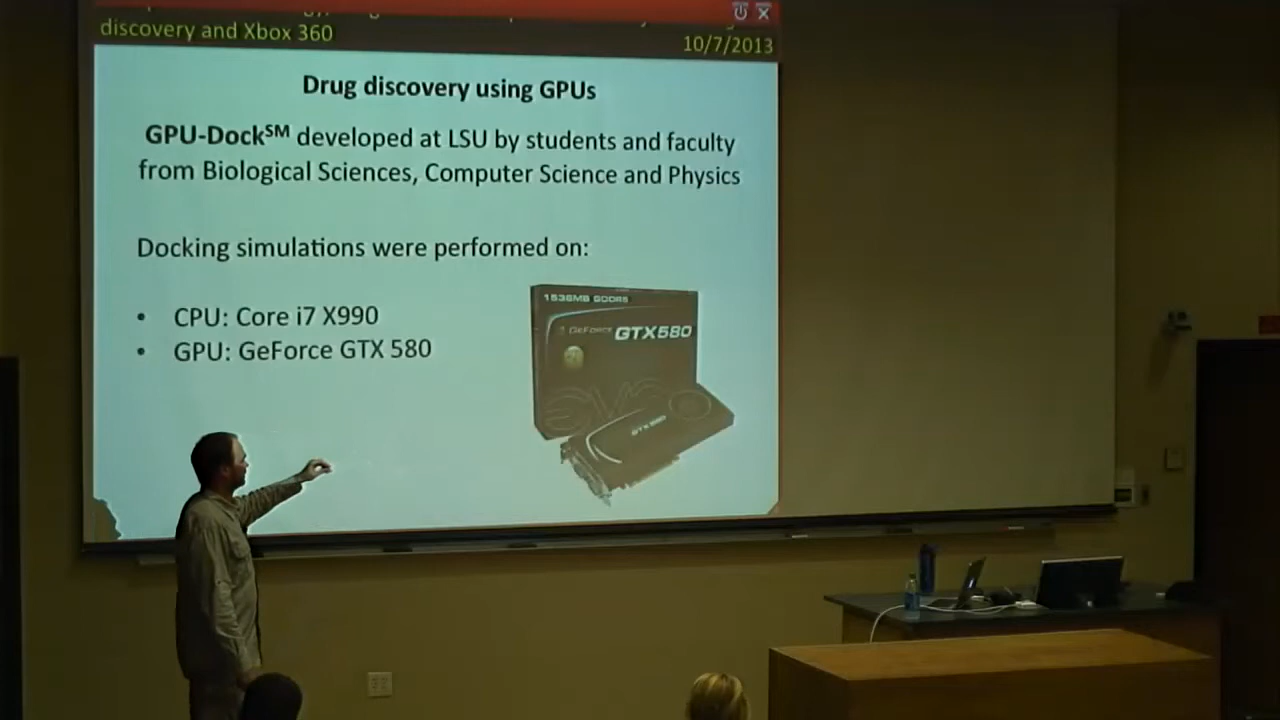 discovery and Xbox 360
10/7/2013
Drug discovery using GPUs
GPU-Dock℠ developed at LSU by students and faculty
from Biological Sciences, Computer Science and Physics
Docking simulations were performed on:
• CPU: Core i7 X990
• GPU: GeForce GTX 580
1536MB GDDR5
GEFORCE GTX580
GTX580